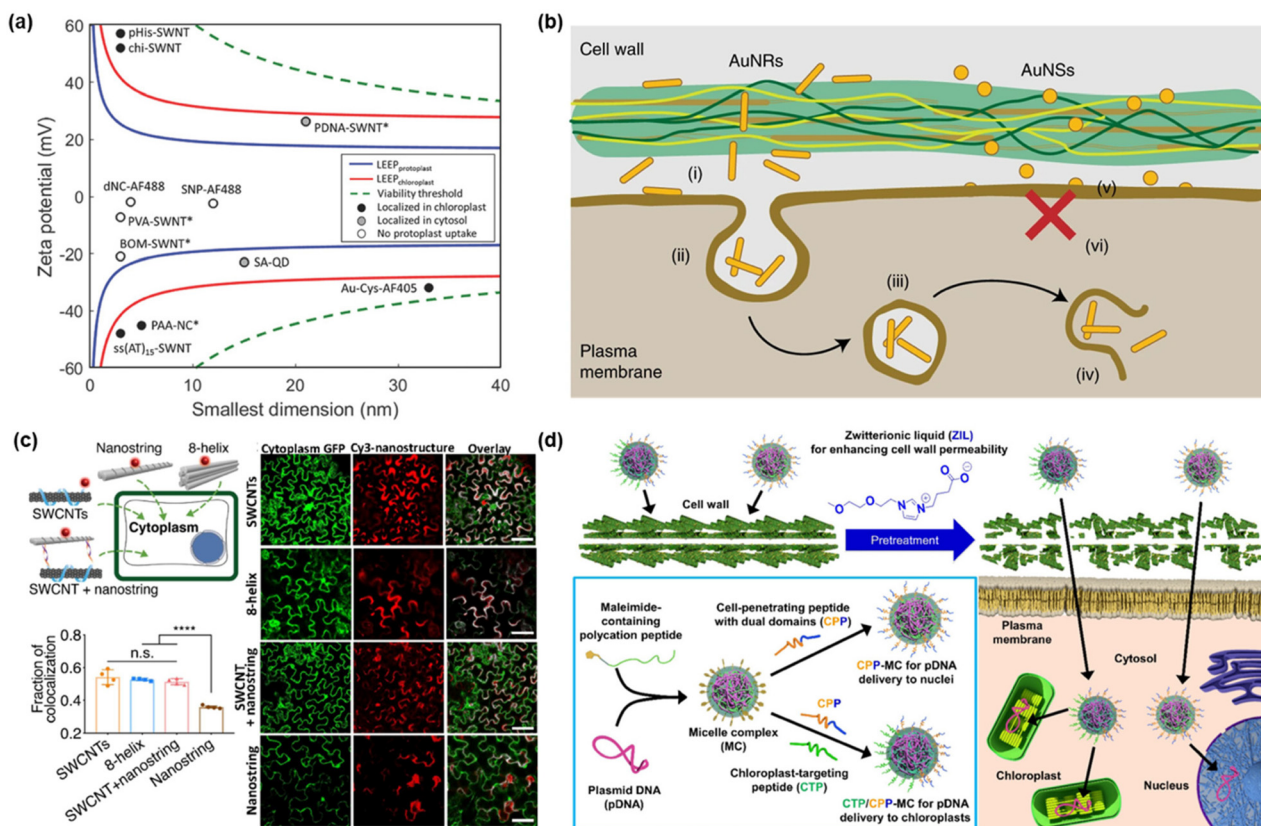 (a)
60
40
20
0
-20
-40
-60
Zeta potential (mV)
0
10
20
30
40
Smallest dimension (nm)
pHis-SWNT
chi-SWNT
PDNA-SWNT*
dNC-AF488
SNP-AF488
PVA-SWNT*
BOM-SWNT*
SA-QD
Au-Cys-AF405
PAA-NC*
ss(AT)15-SWNT
LEEPprotoplast
LEEPchloroplast
Viability threshold
Localized in chloroplast
Localized in cytosol
No protoplast uptake
(b)
Cell wall
AuNRs
AuNSs
(i)
(v)
(ii)
(vi)
(iii)
(iv)
Plasma
membrane
(c)
Nanostring
8-helix
SWCNTs
Cytoplasm
SWCNT + nanostring
Fraction of
colocalization
0.8
0.6
0.4
0.2
****
n.s.
SWCNTs
8-helix
SWCNT+nanostring
Nanostring
Cytoplasm GFP
Cy3-nanostructure
Overlay
SWCNTs
8-helix
SWCNT
+ nanostring
Nanostring
(d)
Zwitterionic liquid (ZIL)
for enhancing cell wall permeability
Cell wall
O
O
N
+
N
O
O
−
Pretreatment
Maleimide-
containing
polycation peptide
Cell-penetrating peptide
with dual domains (CPP)
CPP
CPP-MC for pDNA
delivery to nuclei
Micelle complex
(MC)
Plasmid DNA
(pDNA)
Chloroplast-targeting
peptide (CTP)
CTP/CPP-MC for pDNA
delivery to chloroplasts
Plasma
membrane
Cytosol
Chloroplast
Nucleus